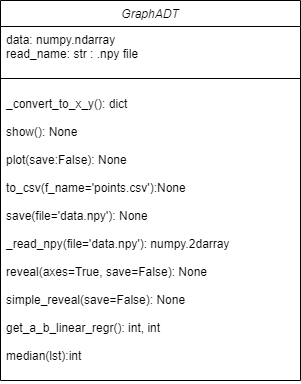 GraphADT
data: numpy.ndarray
read_name: str : .npy file
_convert_to_x_y(): dict
show(): None
plot(save:False): None
to_csv(f_name='points.csv'):None
save(file='data.npy'): None
_read_npy(file='data.npy'): numpy.2darray
reveal(axes=True, save=False): None
simple_reveal(save=False): None
get_a_b_linear_regr(): int, int
median(lst):int